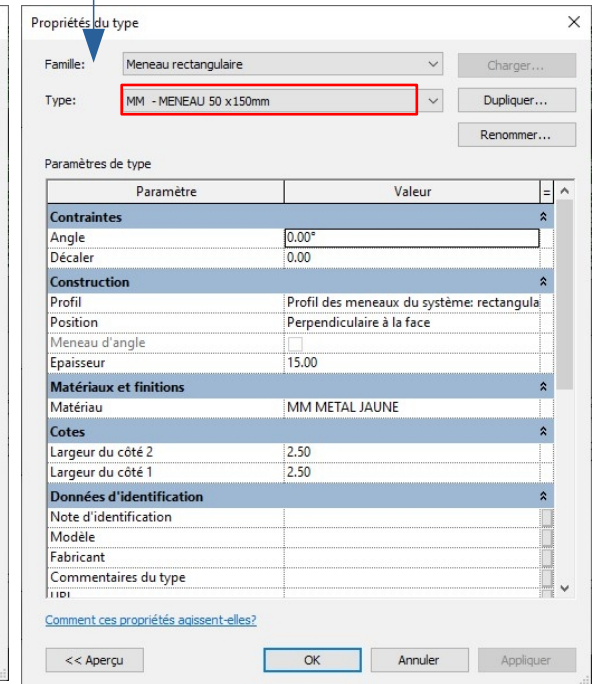 Propriétés du type
Famille: Meneau rectangulaire Charger...
Type: MM - MENEAU 50 x150mm Dupliquer...
Renommer...
Paramètres de type
Paramètre Valeur =
Contraintes
Angle 0.00°
Décaler 0.00
Construction
Profil Profil des meneaux du système: rectangula
Position Perpendiculaire à la face
Meneau d'angle
Epaisseur 15.00
Matériaux et finitions
Matériau MM METAL JAUNE
Cotes
Largeur du côté 2 2.50
Largeur du côté 1 2.50
Données d'identification
Note d'identification
Modèle
Fabricant
Commentaires du type
URL
Comment ces propriétés agissent-elles?
<< Aperçu OK Annuler Appliquer